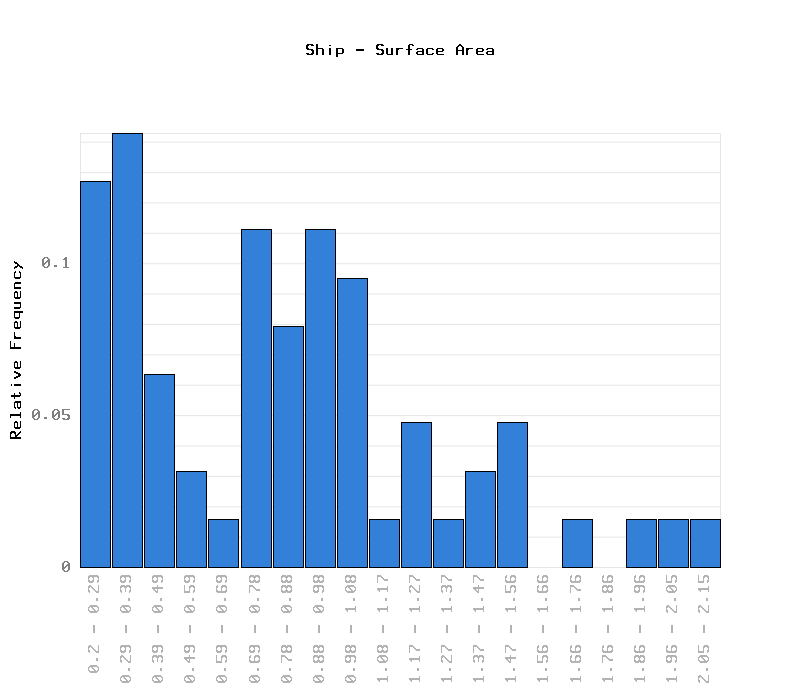 Ship - Surface Area
Relative Frequency
0.1
0.05
0
0.2 - 0.29
0.29 - 0.39
0.39 - 0.49
0.49 - 0.59
0.59 - 0.69
0.69 - 0.78
0.78 - 0.88
0.88 - 0.98
0.98 - 1.08
1.08 - 1.17
1.17 - 1.27
1.27 - 1.37
1.37 - 1.47
1.47 - 1.56
1.56 - 1.66
1.66 - 1.76
1.76 - 1.86
1.86 - 1.96
1.96 - 2.05
2.05 - 2.15